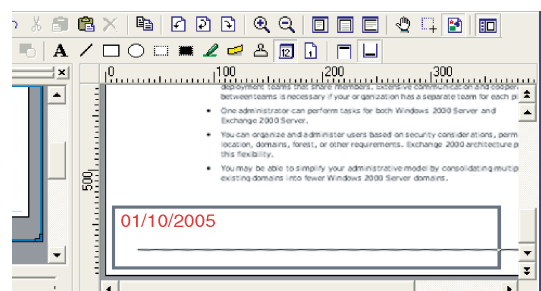 A
12
1
0
100
200
300
deployment teams that share members. Extensive communication and cooper
between teams is necessary if your organization has a separate team for each p
• One administrator can perform tasks for both Windows 2000 Server and
Exchange 2000 Server.
• You can organize and administer users based on security considerations, perm
location, domains, forest, or other requirements. Exchange 2000 architecture p
this flexibility.
• You may be able to simplify your administrative model by consolidating multip
existing domains into fewer Windows 2000 Server domains.
500
01/10/2005